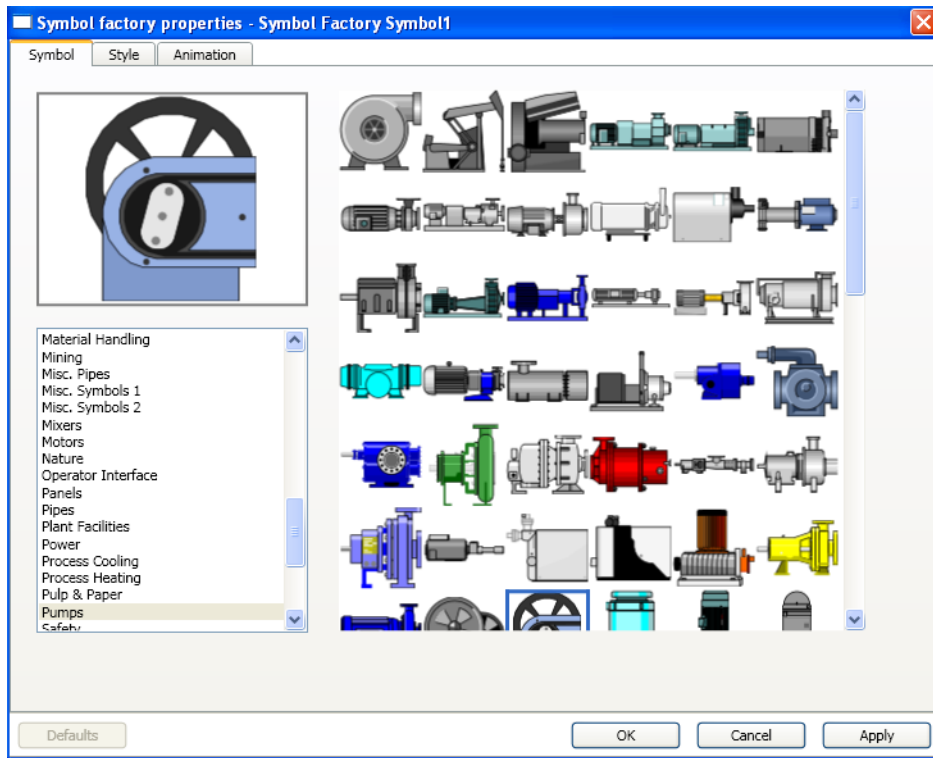 Symbol factory properties - Symbol Factory Symbol1
Symbol Style Animation
Material Handling
Mining
Misc. Pipes
Misc. Symbols 1
Misc. Symbols 2
Mixers
Motors
Nature
Operator Interface
Panels
Pipes
Plant Facilities
Power
Process Cooling
Process Heating
Pulp & Paper
Pumps
Safety
Defaults OK Cancel Apply